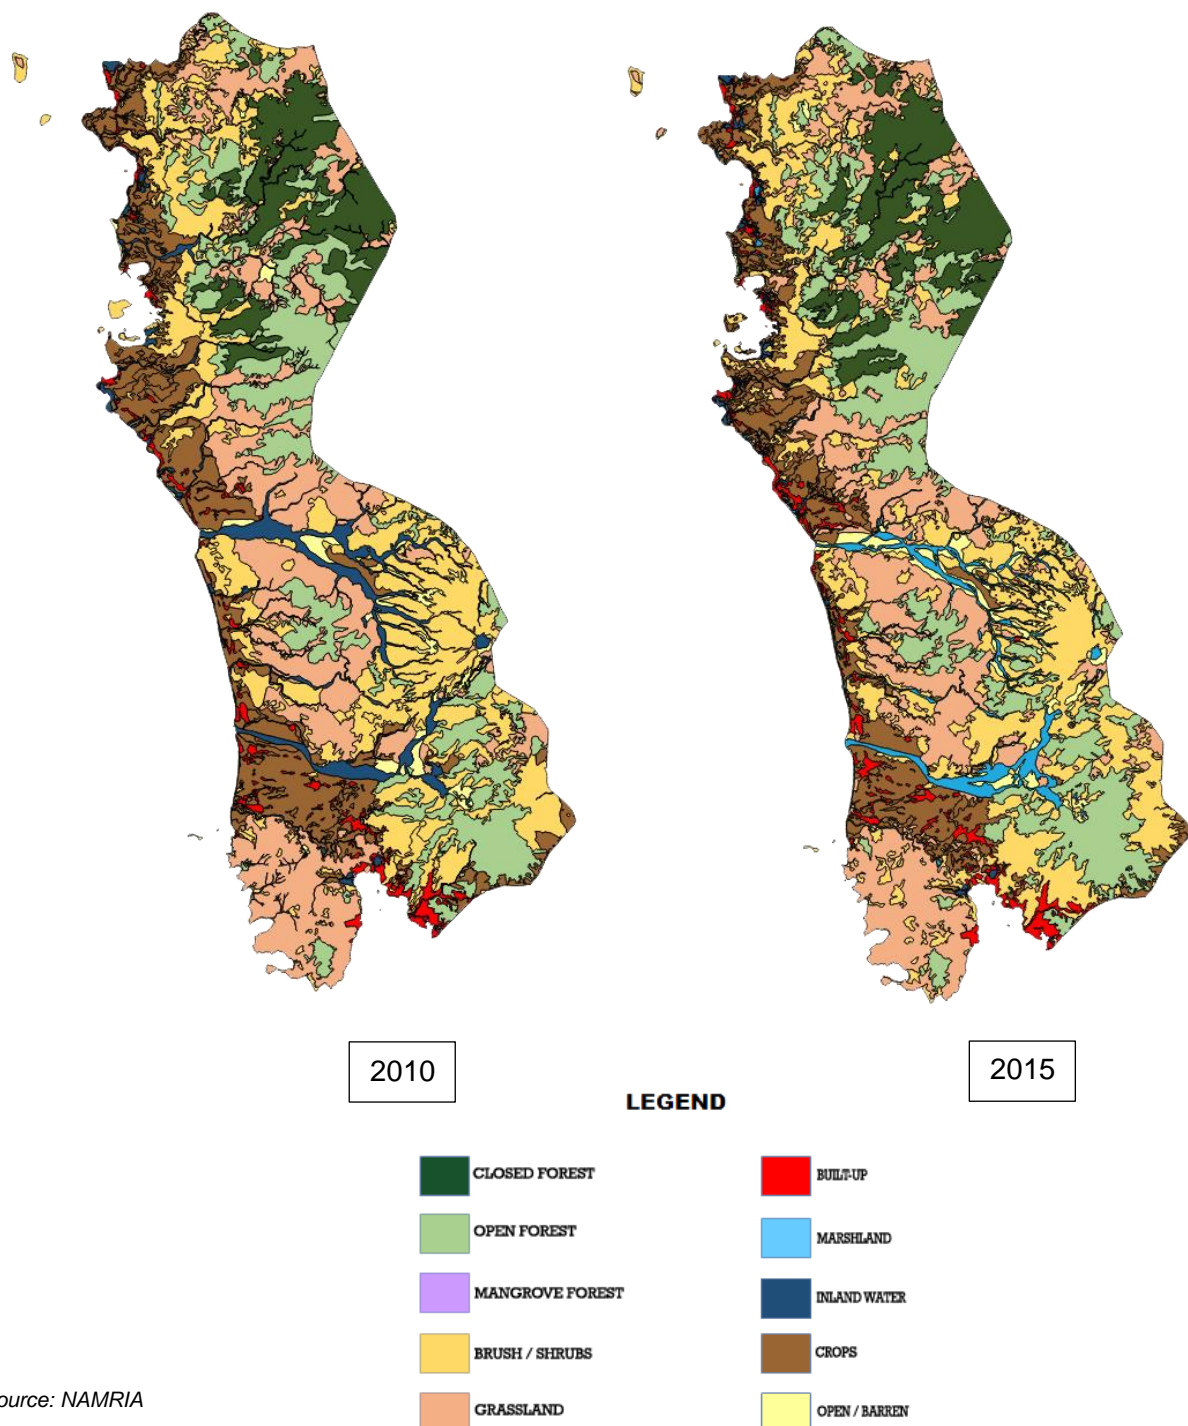 2010
2015
LEGEND
CLOSED FOREST
OPEN FOREST
MANGROVE FOREST
BRUSH / SHRUBS
GRASSLAND
BUILT-UP
MARSHLAND
INLAND WATER
CROPS
OPEN / BARREN
ource: NAMRIA